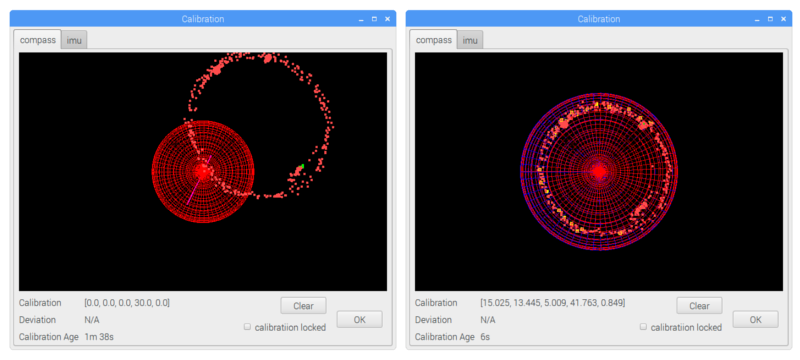 Calibration
compass imu
Calibration [0.0, 0.0, 0.0, 30.0, 0.0]
Clear
Deviation N/A
OK
calibratiion locked
Calibration Age 1m 38s
Calibration
compass imu
Calibration [15.025, 13.445, 5.009, 41.763, 0.849]
Clear
Deviation N/A
OK
calibratiion locked
Calibration Age 6s